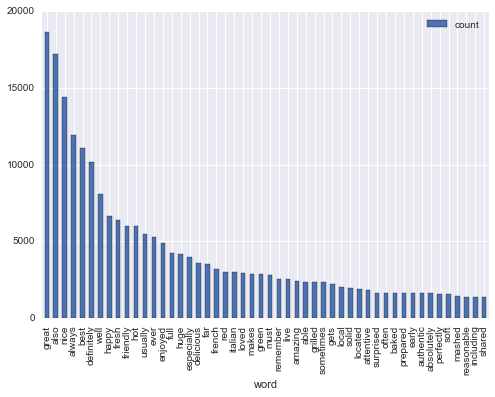 20000
15000
10000
5000
0
count
great
also
nice
always
best
definitely
well
happy
fresh
friendly
hot
usually
ever
enjoyed
full
huge
especially
delicious
far
french
red
italian
loved
makes
green
must
remember
live
amazing
able
grilled
sometimes
gets
local
solid
located
attentive
surprised
often
baked
prepared
early
authentic
absolutely
perfectly
soft
mashed
reasonable
including
shared
word